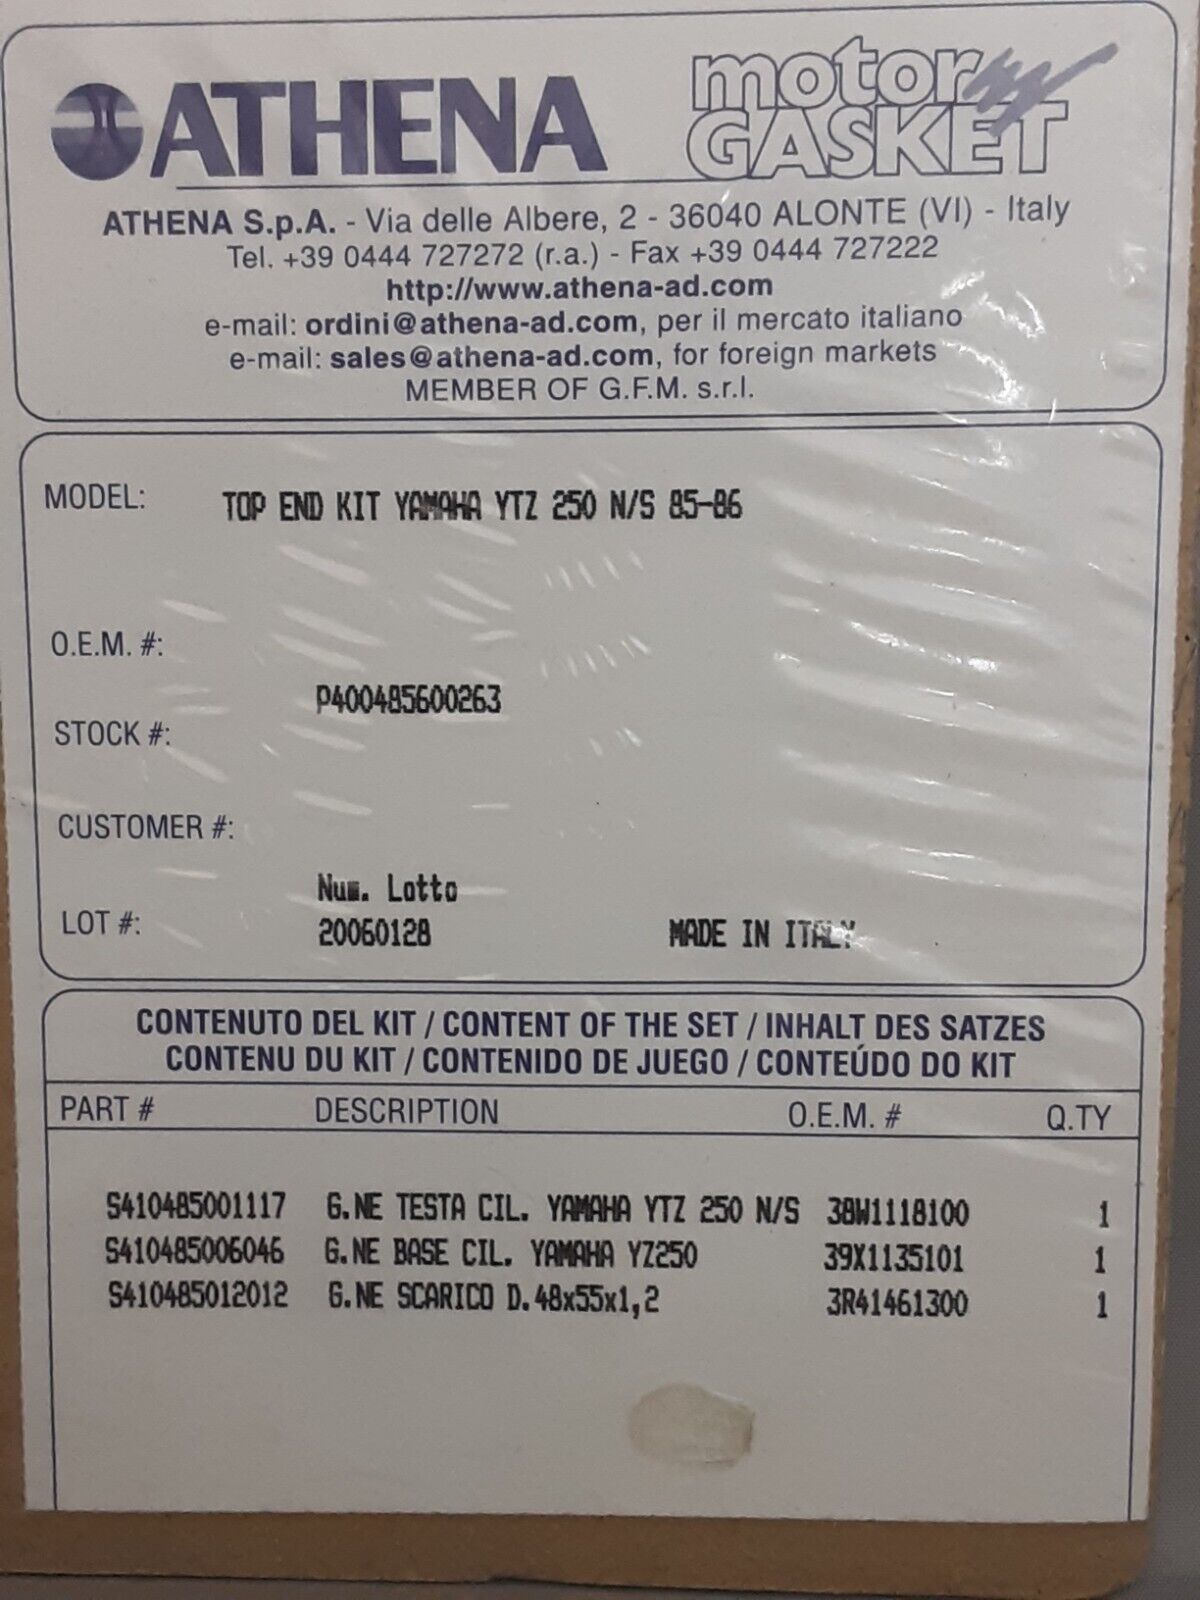 ATHENA motor GASKET
ATHENA S.p.A. - Via delle Albere, 2 - 36040 ALONTE (VI) - Italy
Tel. +39 0444 727272 (r.a.) - Fax +39 0444 727222
http://www.athena-ad.com
e-mail: ordini@athena-ad.com, per il mercato italiano
e-mail: sales@athena-ad.com, for foreign markets
MEMBER OF G.F.M. s.r.l.
MODEL: TOP END KIT YAMAHA YTZ 250 N/S 85-86
O.E.M. #:
P400485600263
STOCK #:
CUSTOMER #:
Num. Lotto
LOT #: 20060128 MADE IN ITALY
CONTENUTO DEL KIT / CONTENT OF THE SET / INHALT DES SATZES
CONTENU DU KIT / CONTENIDO DE JUEGO / CONTEÚDO DO KIT
PART # DESCRIPTION O.E.M. # Q.TY
S410485001117 G.NE TESTA CIL. YAMAHA YTZ 250 N/S 38W1118100 1
S410485006046 G.NE BASE CIL. YAMAHA YZ250 39X1135101 1
S410485012012 G.NE SCARICO D.48x55x1,2 3R41461300 1